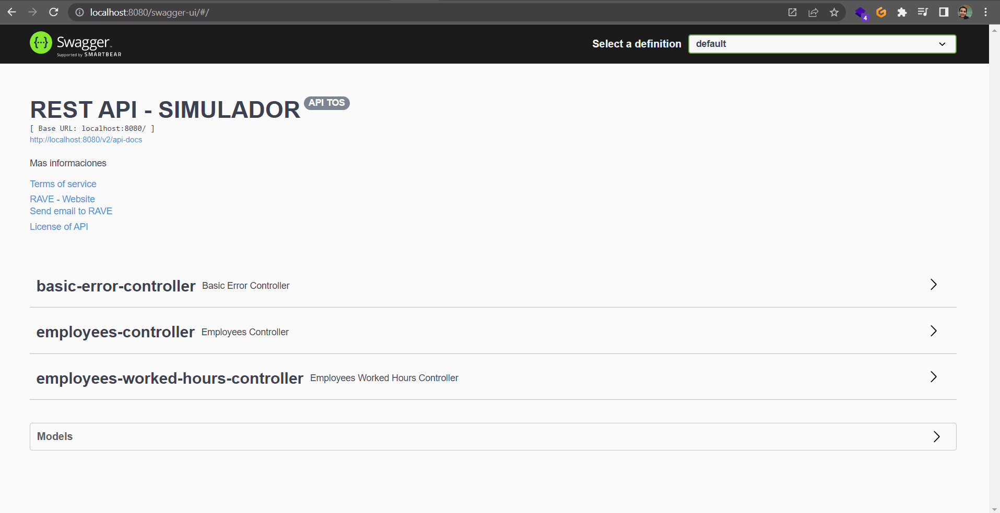 localhost:8080/swagger-ui/#/
4
Swagger
Supported by SMARTBEAR
Select a definition
default
REST API - SIMULADOR API TOS
[ Base URL: localhost:8080/ ]
http://localhost:8080/v2/api-docs
Mas informaciones
Terms of service
RAVE - Website
Send email to RAVE
License of API
basic-error-controller Basic Error Controller
employees-controller Employees Controller
employees-worked-hours-controller Employees Worked Hours Controller
Models